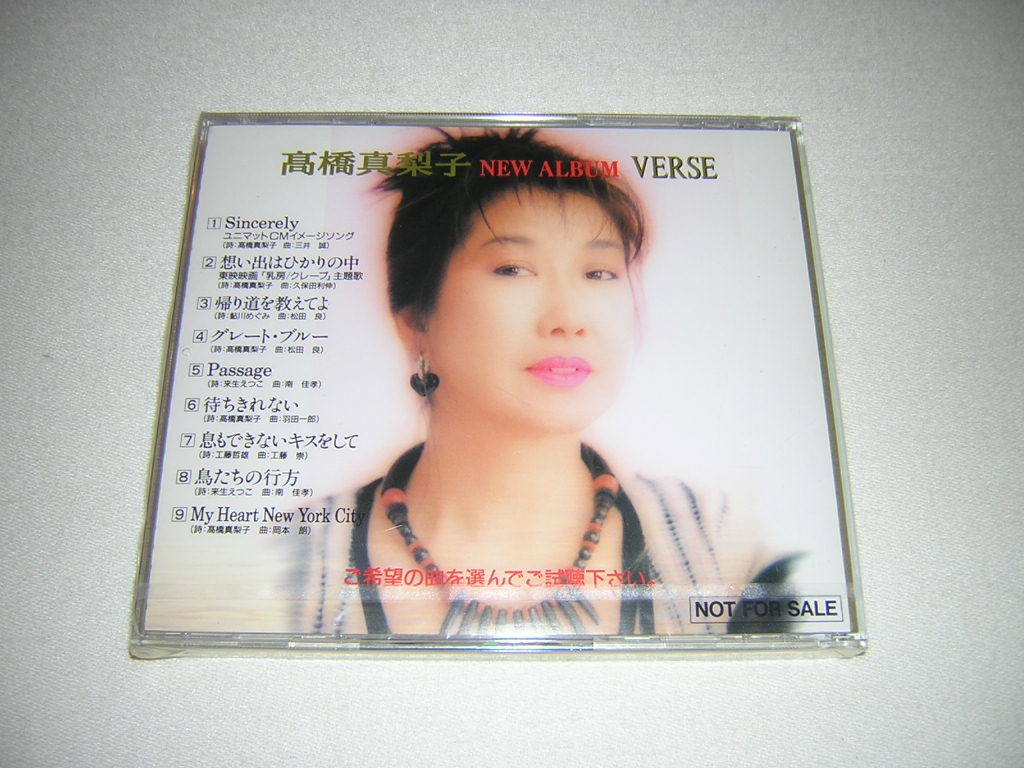 高橋真梨子 NEW ALBUM VERSE
1 Sincerely
ユニマットCMイメージソング
(詩:高橋真梨子 曲:三井 誠)
2 想い出はひかりの中
東映映画「乳房/クレープ」主題歌
(詩:高橋真梨子 曲:久保田利伸)
3 帰り道を教えてよ
(詩:鮎川めぐみ 曲:松田 良)
4 グレート・ブルー
(詩:高橋真梨子 曲:松田 良)
5 Passage
(詩:来生えつこ 曲:南 佳孝)
6 待ちきれない
(詩:高橋真梨子 曲:羽田一郎)
7 息もできないキスをして
(詩:工藤哲雄 曲:工藤 崇)
8 鳥たちの行方
(詩:来生えつこ 曲:南 佳孝)
9 My Heart New York City
(詩:高橋真梨子 曲:岡本 朗)
ご希望の曲を選んでご試聴下さい。
NOT FOR SALE